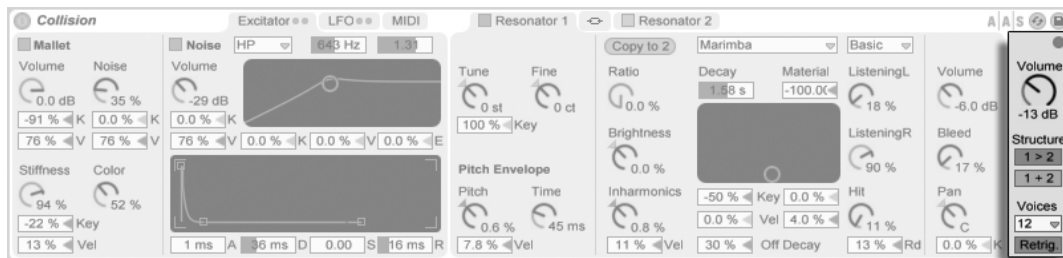 Collision
Excitator LFO MIDI
Resonator 1 Resonator 2
A A S
Mallet
Volume Noise
0.0 dB 35 %
-91 % K 0.0 % K
76 % V 76 % V
Stiffness Color
94 % 52 %
-22 % Key
13 % Vel
Noise HP 643 Hz 1.31
Volume
-29 dB
0.0 % K
76 % V 0.0 % K 0.0 % V 0.0 % E
1 ms A 36 ms D 0.00 S 16 ms R
Tune Fine
0 st 0 ct
100 % Key
Pitch Envelope
Pitch Time
0.6 % 45 ms
7.8 % Vel
Copy to 2 Marimba Basic
Ratio
0.0 %
Brightness
0.0 %
Inharmonics
0.8 %
11 % Vel
Decay Material
1.58 s
-50 % Key 0.0 %
0.0 % Vel 4.0 %
30 % Off Decay
ListeningL
18 %
ListeningR
90 %
Hit
11 %
13 % Rd
Volume
-6.0 dB
Bleed
17 %
Pan
C
0.0 % K
Volume
-13 dB
Structure
1 > 2
1 + 2
Voices
12
Retrig.